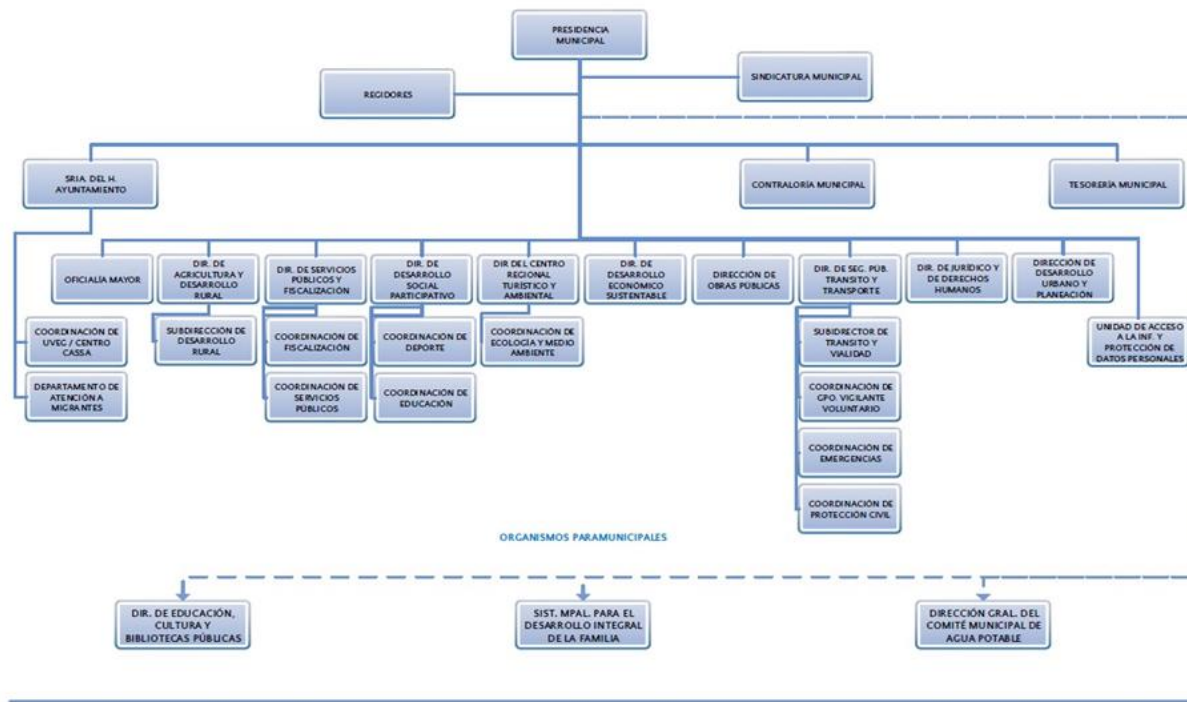 PRESIDENCIA
MUNICIPAL
SINDICATURA MUNICIPAL
REGIDORES
SRIA. DEL H.
AYUNTAMIENTO
CONTRALORÍA MUNICIPAL
TESORERÍA MUNICIPAL
OFICIALÍA MAYOR
DIR. DE
AGRICULTURA Y
DESARROLLO
RURAL
DIR. DE SERVICIOS
PÚBLICOS Y
FISCALIZACIÓN
DIR. DE
DESARROLLO
SOCIAL
PARTICIPATIVO
DIR DEL CENTRO
REGIONAL
TURÍSTICO Y
AMBIENTAL
DIR. DE
DESARROLLO
ECONÓMICO
SUSTENTABLE
DIRECCIÓN DE
OBRAS PÚBLICAS
DIR. DE SEG. PÚB.
TRANSITO Y
TRANSPORTE
DIR. DE JURÍDICO Y
DE DERECHOS
HUMANOS
DIRECCIÓN DE
DESARROLLO
URBANO Y
PLANEACIÓN
COORDINACIÓN DE
UVEG / CENTRO
CASSA
SUBDIRECCIÓN DE
DESARROLLO
RURAL
COORDINACIÓN DE
FISCALIZACIÓN
COORDINACIÓN DE
DEPORTE
COORDINACIÓN DE
ECOLOGÍA Y MEDIO
AMBIENTE
SUBDIRECTOR DE
TRANSITO Y
VIALIDAD
UNIDAD DE ACCESO
A LA INF. Y
PROTECCIÓN DE
DATOS PERSONALES
DEPARTAMENTO DE
ATENCIÓN A
MIGRANTES
COORDINACIÓN DE
SERVICIOS
PÚBLICOS
COORDINACIÓN DE
EDUCACIÓN
COORDINACIÓN DE
GPO. VIGILANTE
VOLUNTARIO
COORDINACIÓN DE
EMERGENCIAS
COORDINACIÓN DE
PROTECCIÓN CIVIL
ORGANISMOS PARAMUNICIPALES
DIR. DE EDUCACIÓN,
CULTURA Y
BIBLIOTECAS PÚBLICAS
SIST. MPAL. PARA EL
DESARROLLO INTEGRAL
DE LA FAMILIA
DIRECCIÓN GRAL. DEL
COMITÉ MUNICIPAL DE
AGUA POTABLE